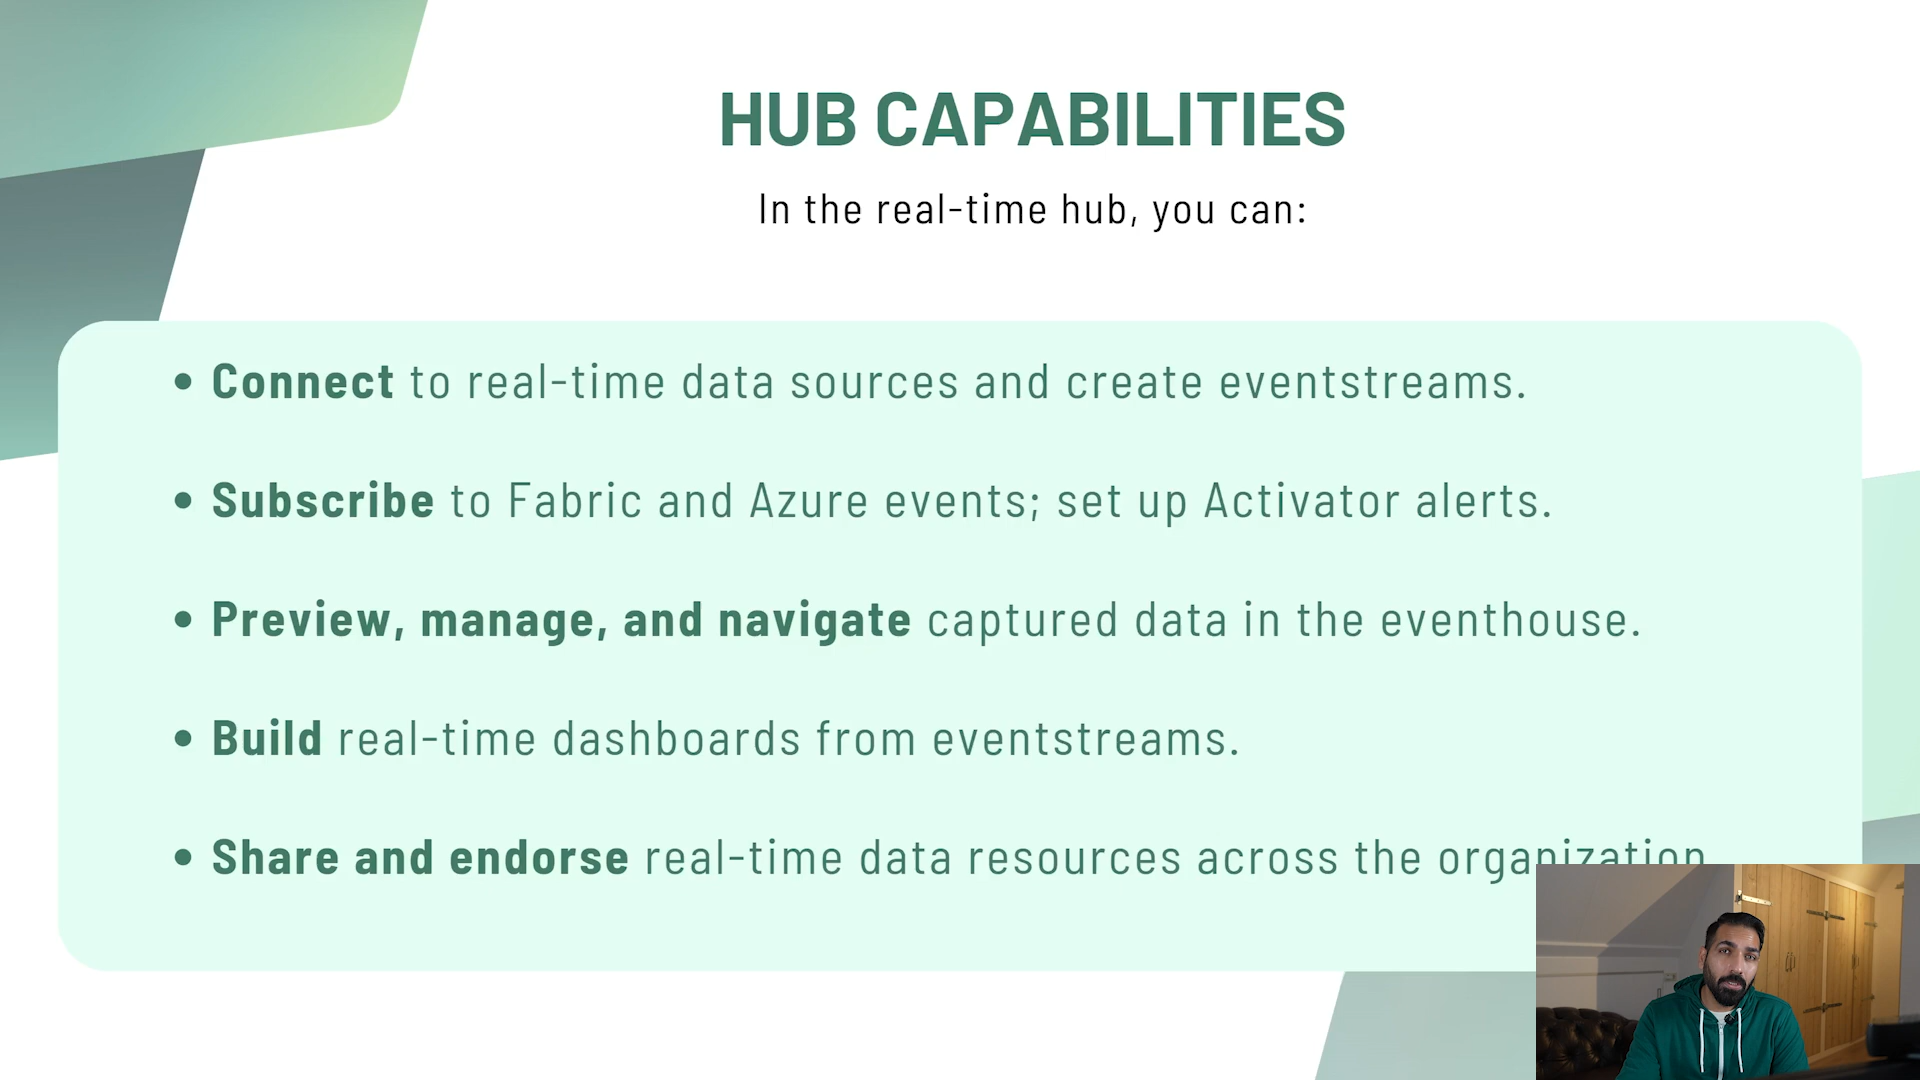 HUB CAPABILITIES
In the real-time hub, you can:
• Connect to real-time data sources and create eventstreams.
• Subscribe to Fabric and Azure events; set up Activator alerts.
• Preview, manage, and navigate captured data in the eventhouse.
• Build real-time dashboards from eventstreams.
• Share and endorse real-time data resources across the organization